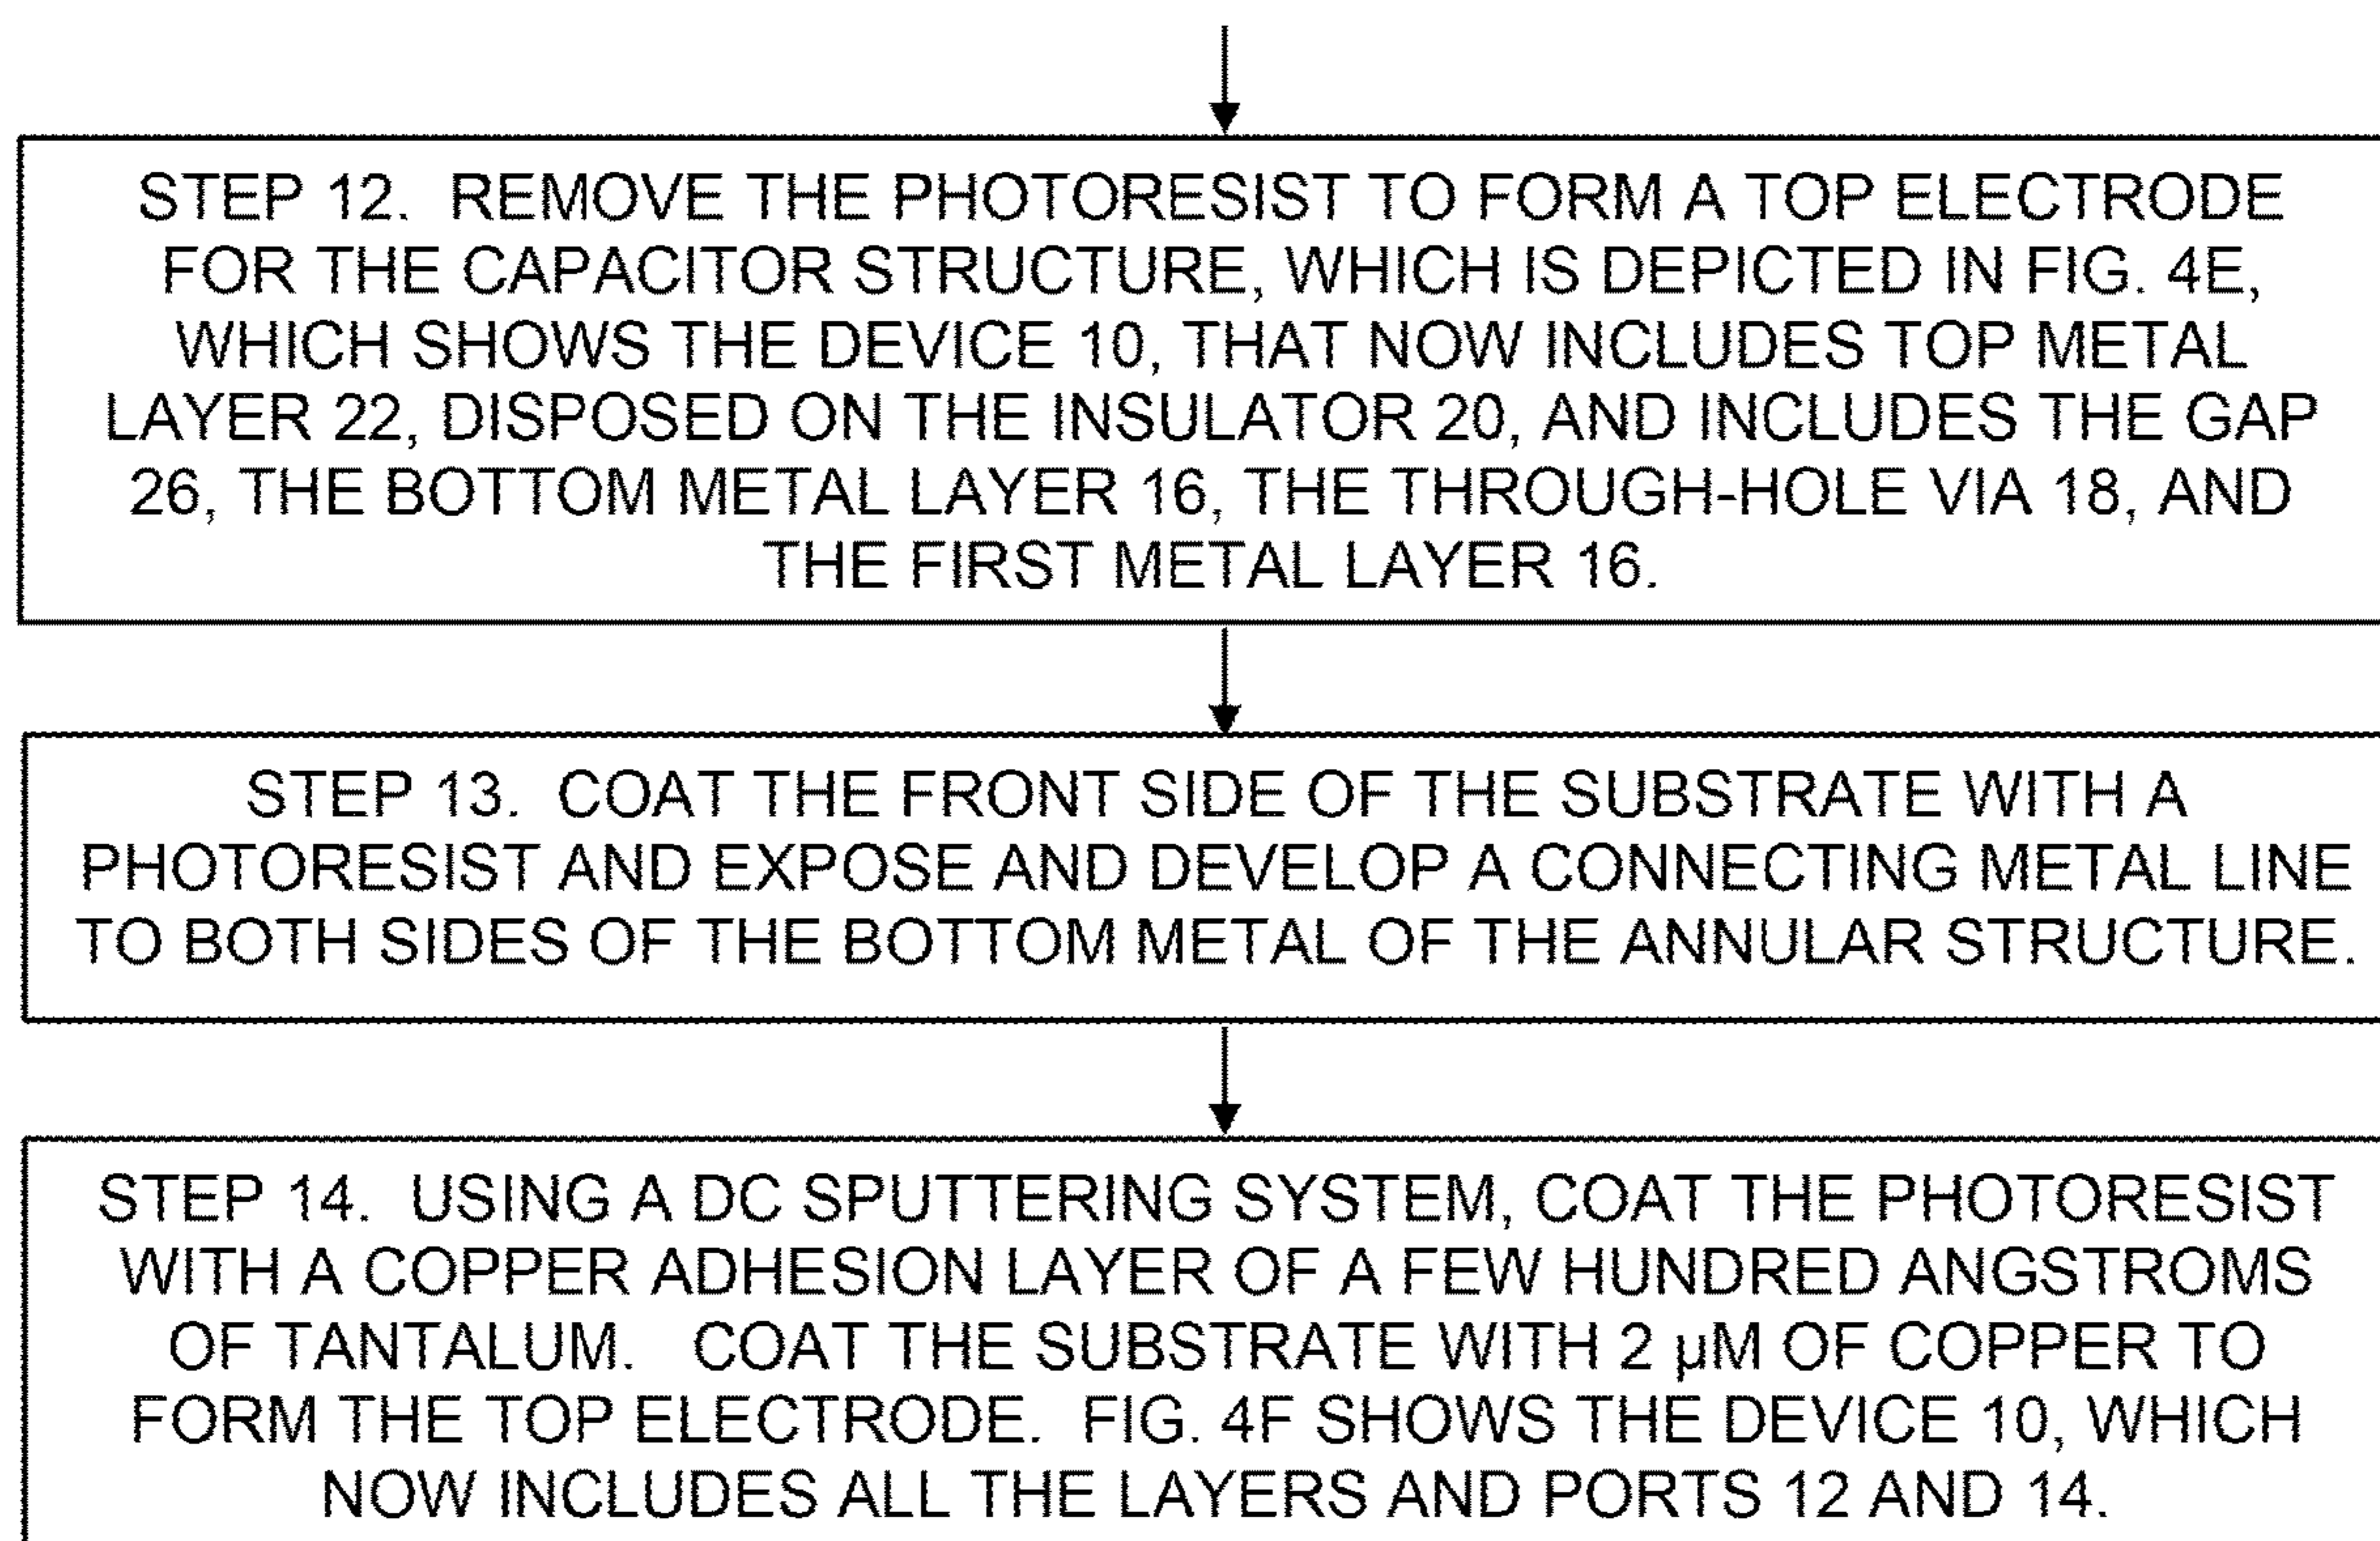 STEP 12. REMOVE THE PHOTORESIST TO FORM A TOP ELECTRODE
FOR THE CAPACITOR STRUCTURE, WHICH IS DEPICTED IN FIG. 4E,
WHICH SHOWS THE DEVICE 10, THAT NOW INCLUDES TOP METAL
LAYER 22, DISPOSED ON THE INSULATOR 20, AND INCLUDES THE GAP
26, THE BOTTOM METAL LAYER 16, THE THROUGH-HOLE VIA 18, AND
THE FIRST METAL LAYER 16.
STEP 13. COAT THE FRONT SIDE OF THE SUBSTRATE WITH A
PHOTORESIST AND EXPOSE AND DEVELOP A CONNECTING METAL LINE
TO BOTH SIDES OF THE BOTTOM METAL OF THE ANNULAR STRUCTURE.
STEP 14. USING A DC SPUTTERING SYSTEM, COAT THE PHOTORESIST
WITH A COPPER ADHESION LAYER OF A FEW HUNDRED ANGSTROMS
OF TANTALUM. COAT THE SUBSTRATE WITH 2 µM OF COPPER TO
FORM THE TOP ELECTRODE. FIG. 4F SHOWS THE DEVICE 10, WHICH
NOW INCLUDES ALL THE LAYERS AND PORTS 12 AND 14.